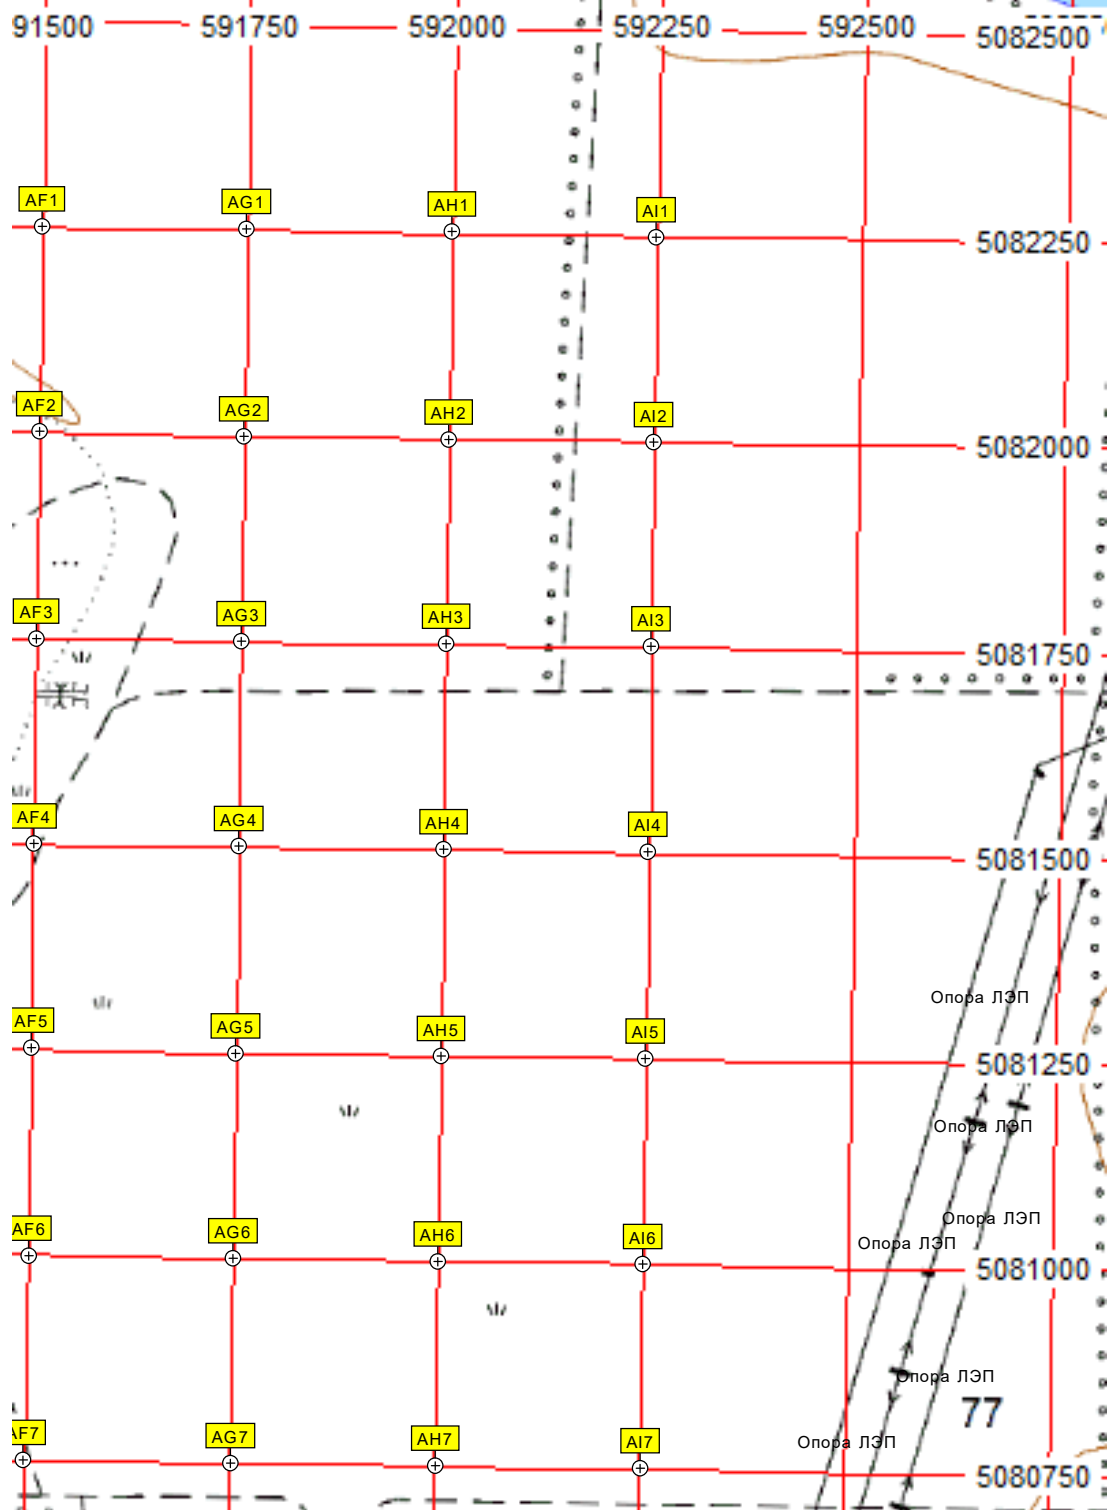 91500 591750 592000 592250 592500
5082500
AF1 AG1 AH1 AI1
5082250
AF2 AG2 AH2 AI2
5082000
AF3 AG3 AH3 AI3
5081750
AF4 AG4 AH4 AI4
5081500
Опора ЛЭП
AF5 AG5 AH5 AI5
5081250
Опора ЛЭП
Опора ЛЭП
AF6 AG6 AH6 AI6
Опора ЛЭП
5081000
Опора ЛЭП
77
AF7 AG7 AH7 AI7
Опора ЛЭП
5080750